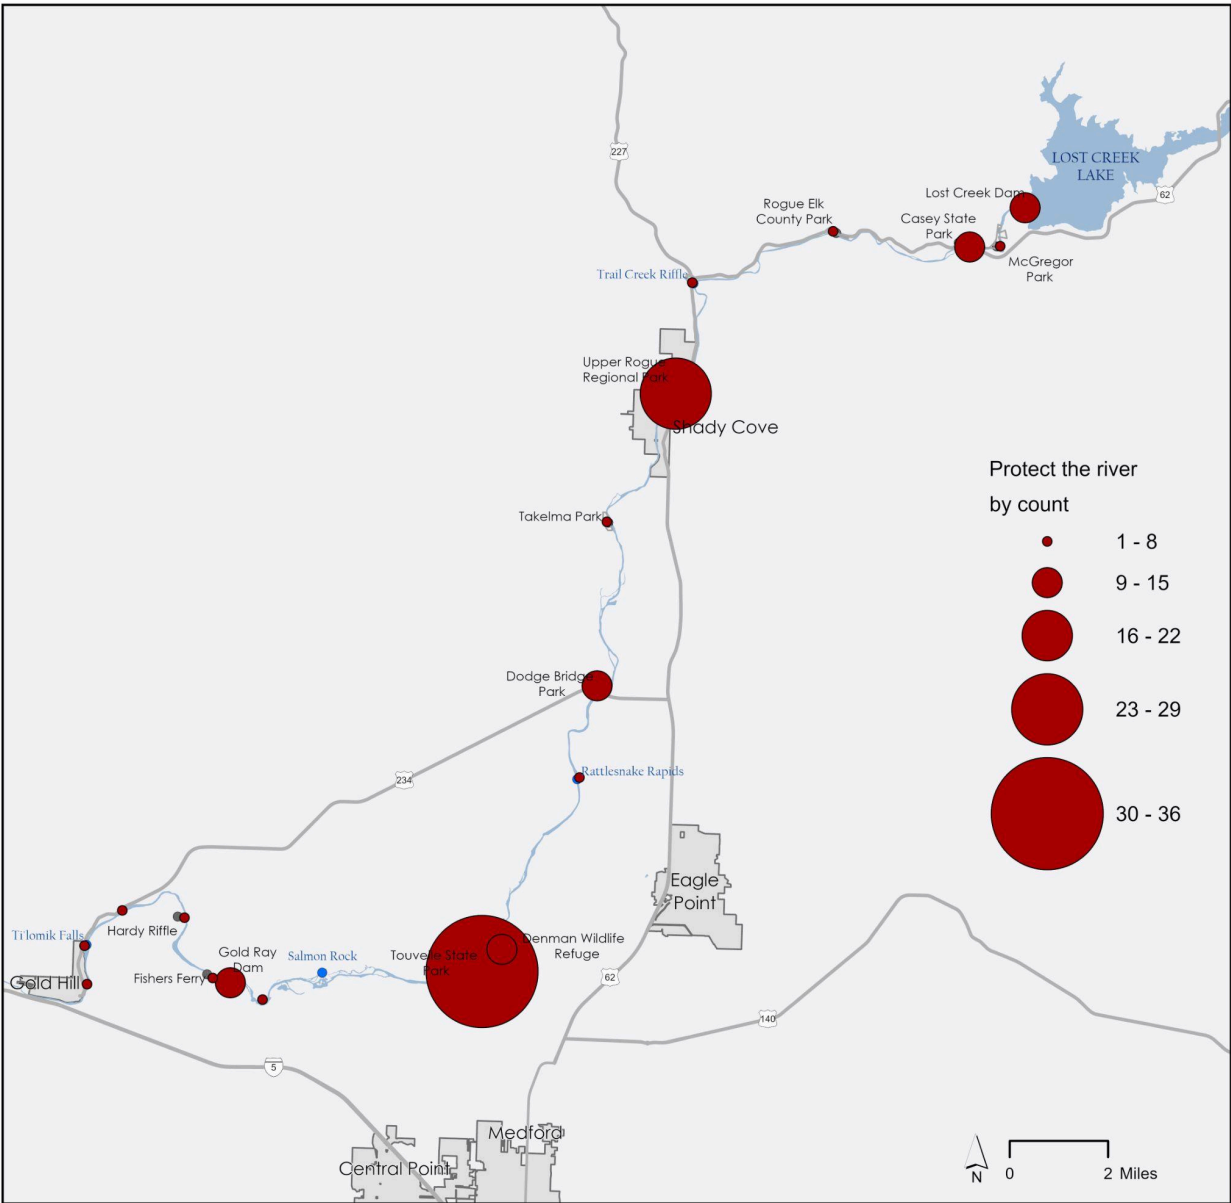 227
LOST CREEK
LAKE
62
Lost Creek Dam
Rogue Elk
County Park
Casey State
Park
McGregor
Park
Trail Creek Riffle
Upper Rogue
Regional Park
Shady Cove
Protect the river
by count
1 - 8
9 - 15
16 - 22
23 - 29
30 - 36
Takelma Park
Dodge Bridge
Park
Rattlesnake Rapids
234
Eagle
Point
Ti'lomik Falls
Hardy Riffle
Gold Ray
Dam
Salmon Rock
Touvelle State
Park
Denman Wildlife
Refuge
Fishers Ferry
Gold Hill
62
140
5
Medford
Central Point
N
0 2 Miles